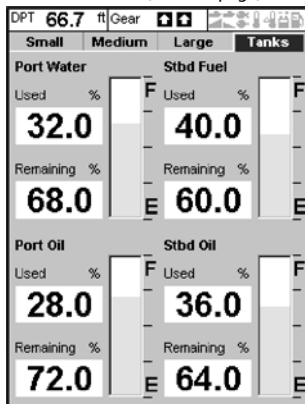 DPT 66.7 ft Gear
Small Medium Large Tanks
Port Water Stbd Fuel
Used % F Used % F
32.0 40.0
Remaining % Remaining %
68.0 E 60.0 E
Port Oil Stbd Oil
Used % F Used % F
28.0 36.0
Remaining % Remaining %
72.0 E 64.0 E